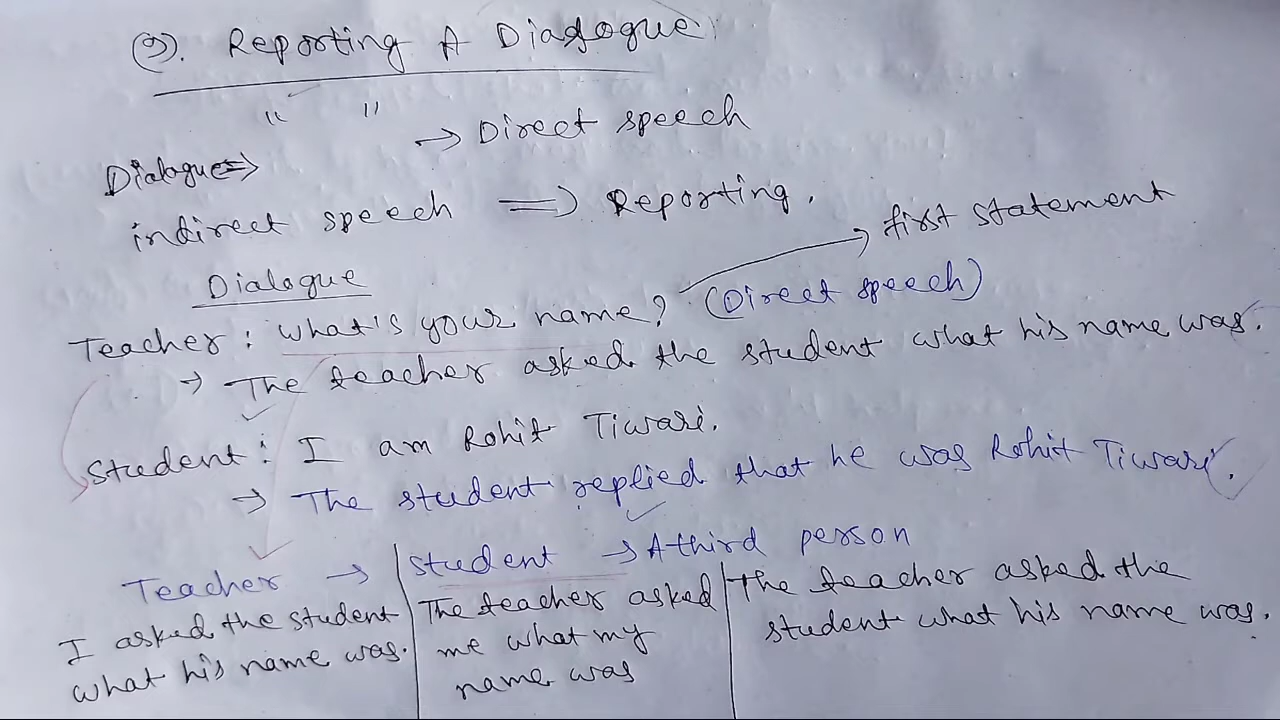 (9). Reporting A Dialogue
" "
→ Direct speech
Dialogue⇒
indirect speech ⇒ Reporting.
first statement
Dialogue
Teacher : What's your name? (Direct speech)
→ The teacher asked the student what his name was.
Student : I am Rohit Tiwari.
→ The student replied that he was Rohit Tiwari.
Teacher → Student → A third person
I asked the student what his name was.
The teacher asked me what my name was
The teacher asked the student what his name was.